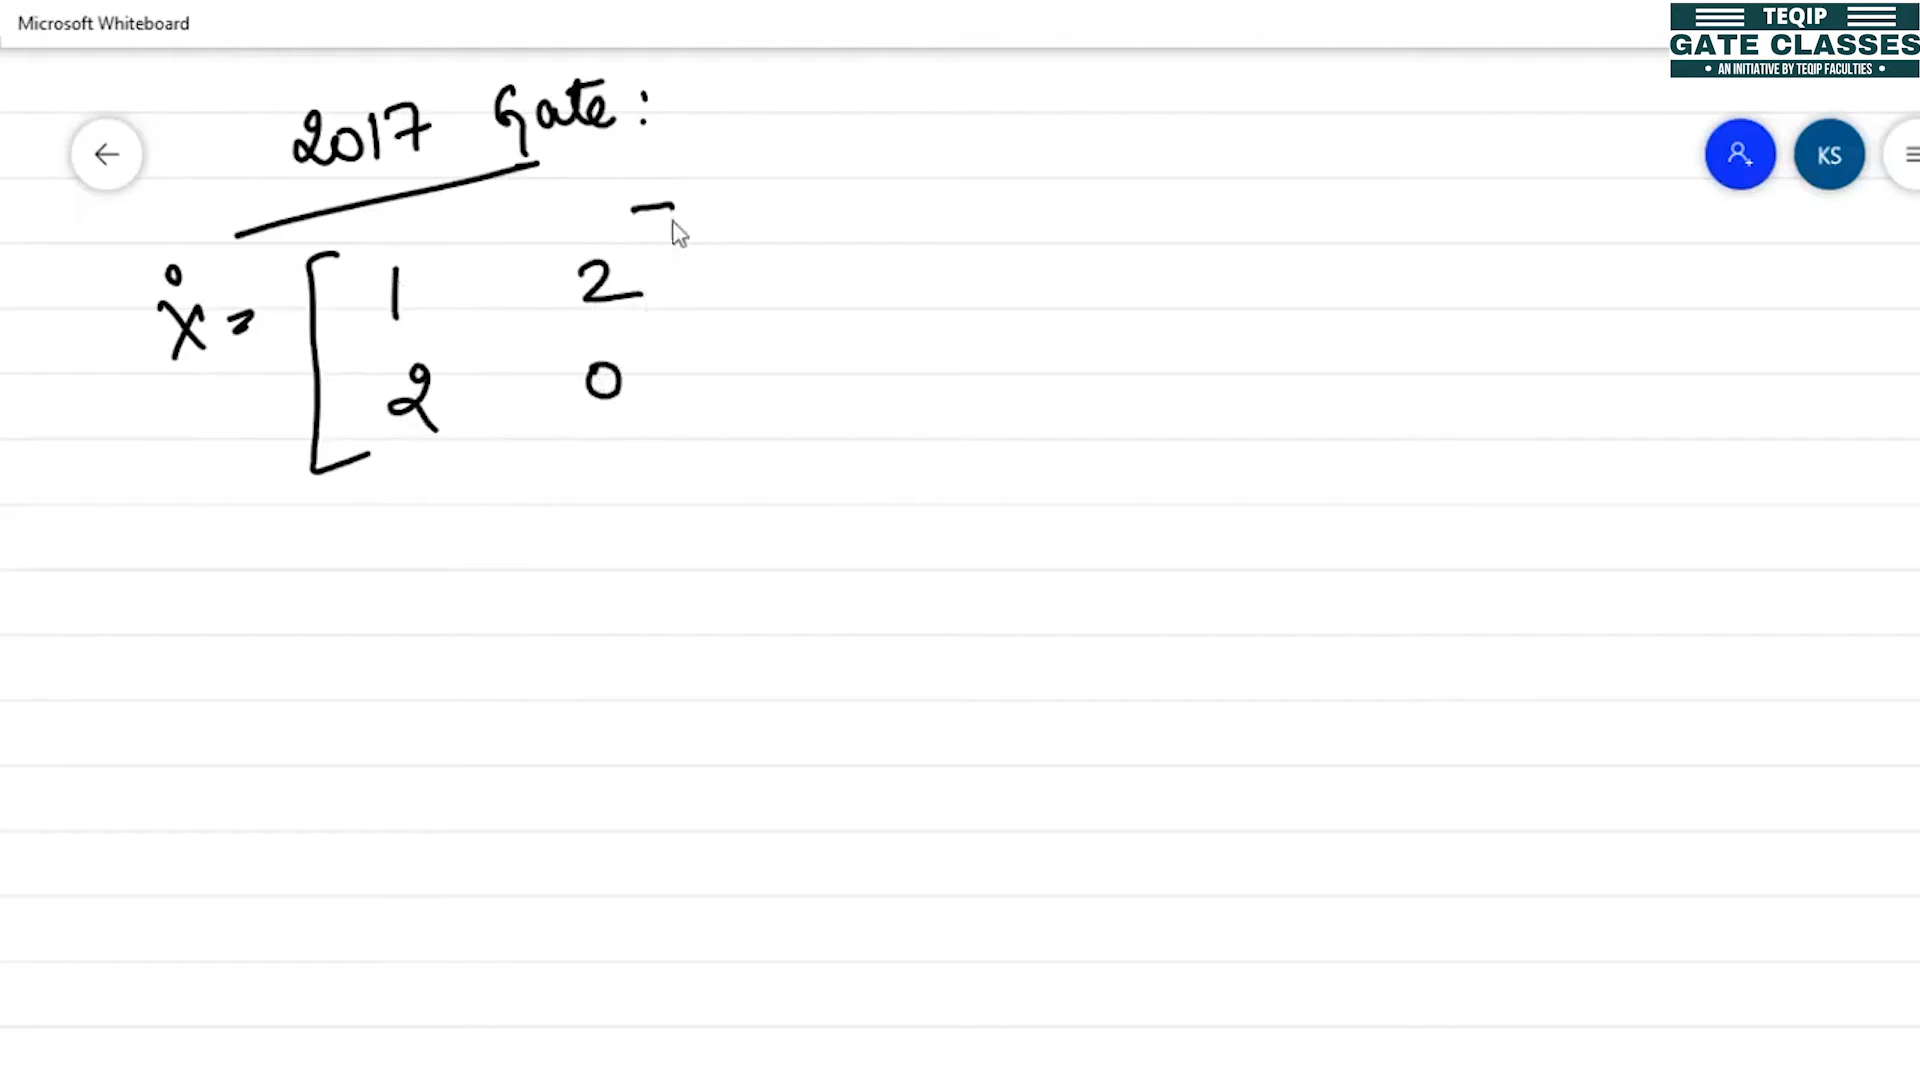 Microsoft Whiteboard
TEQIP
GATE CLASSES
• AN INITIATIVE BY TEQIP FACULTIES •
2017 Gate:
KS
Ẋ = [ 1 2
2 0